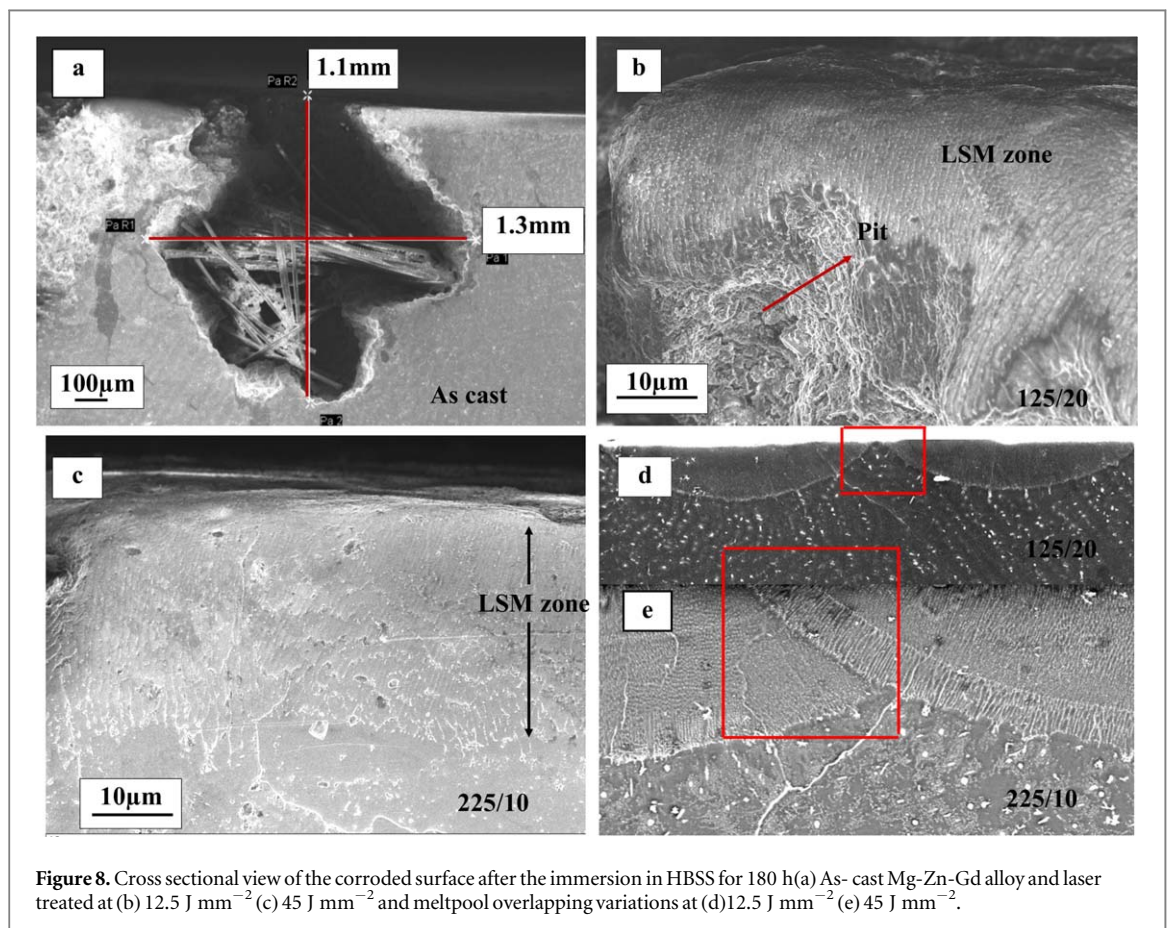 a
Pa R2
1.1mm
Pa R1
1.3mm
Pa 1
100μm
As cast
Pa 2
b
LSM zone
Pit
10μm
125/20
c
LSM zone
10μm
225/10
d
125/20
e
225/10
Figure 8. Cross sectional view of the corroded surface after the immersion in HBSS for 180 h(a) As- cast Mg-Zn-Gd alloy and laser
treated at (b) 12.5 J mm⁻² (c) 45 J mm⁻² and meltpool overlapping variations at (d)12.5 J mm⁻² (e) 45 J mm⁻².